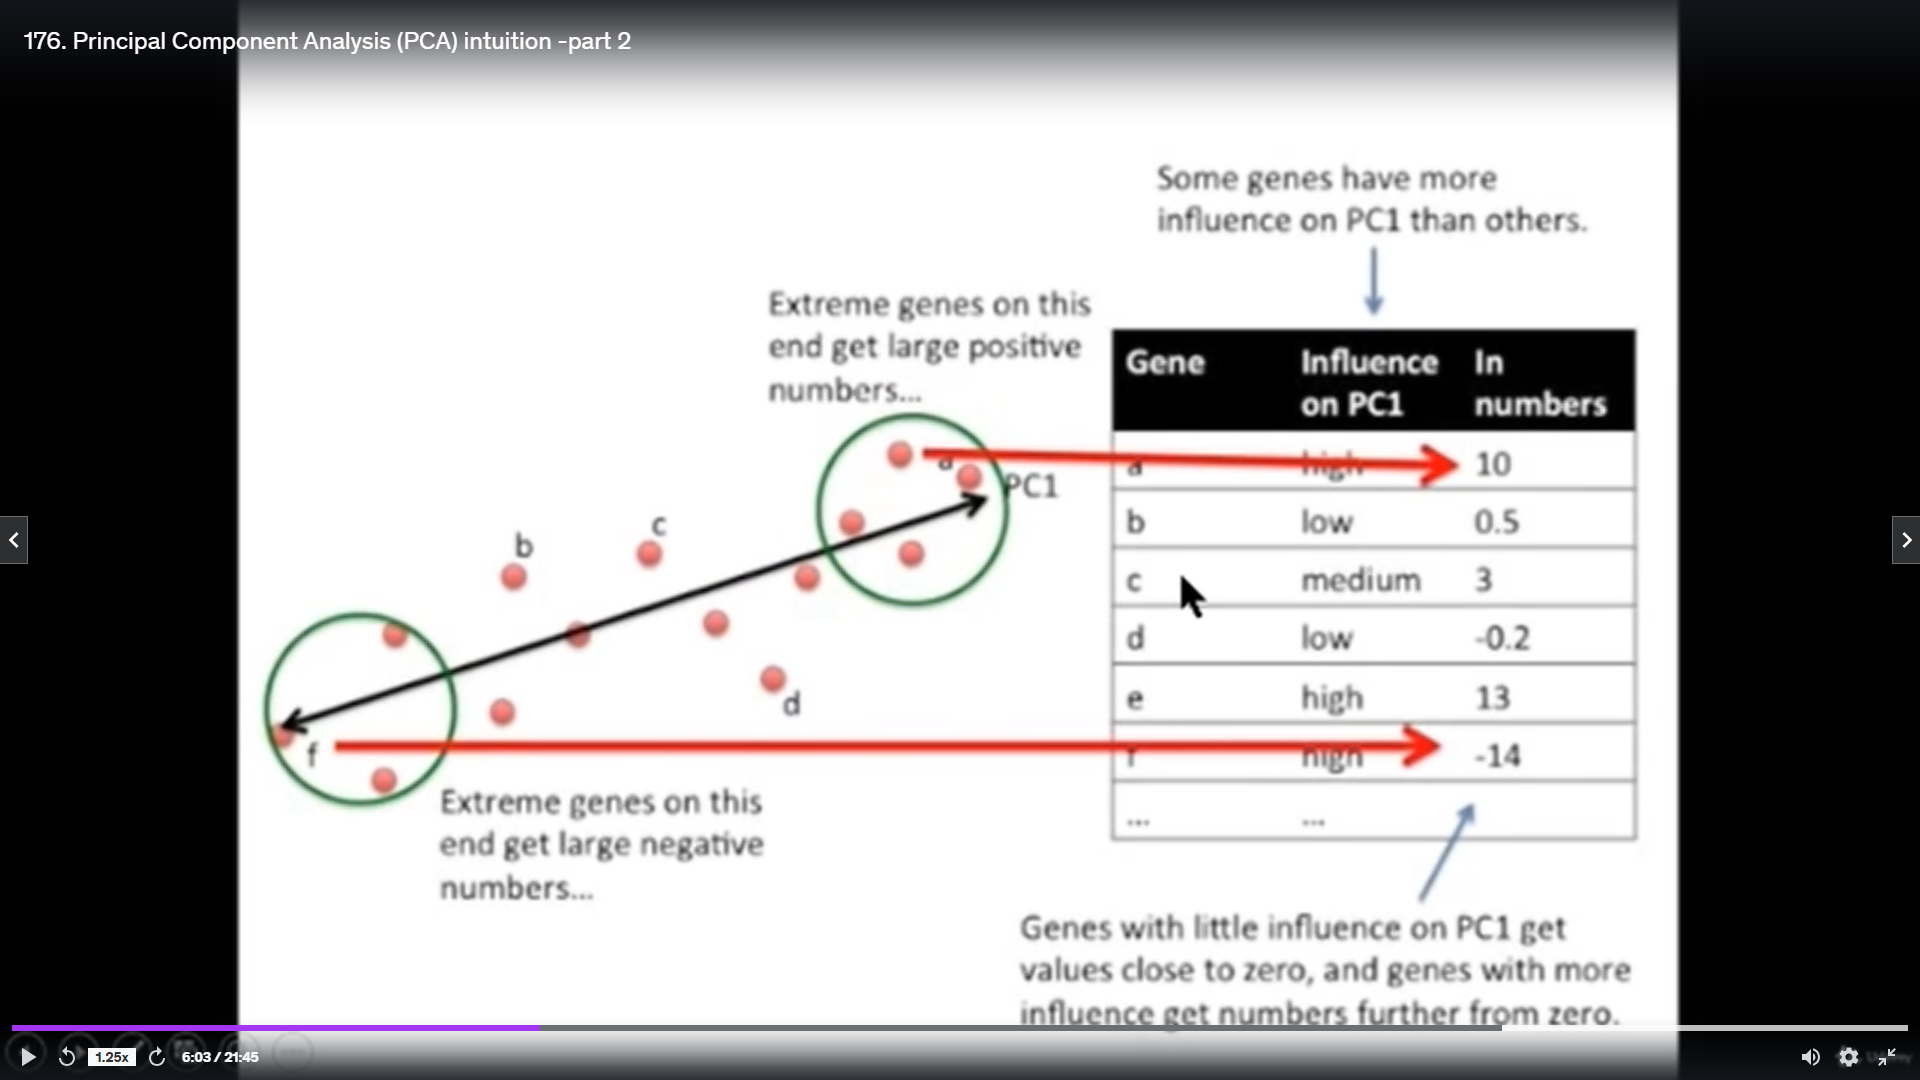 176. Principal Component Analysis (PCA) intuition -part 2
Some genes have more
influence on PC1 than others.
Extreme genes on this
end get large positive
numbers...
Gene Influence on PC1 In numbers
a high 10
b low 0.5
c medium 3
d low -0.2
e high 13
f high -14
... ...
a
PC1
b
c
d
f
Extreme genes on this
end get large negative
numbers...
Genes with little influence on PC1 get
values close to zero, and genes with more
influence get numbers further from zero.
1.25x 6:03 / 21:45